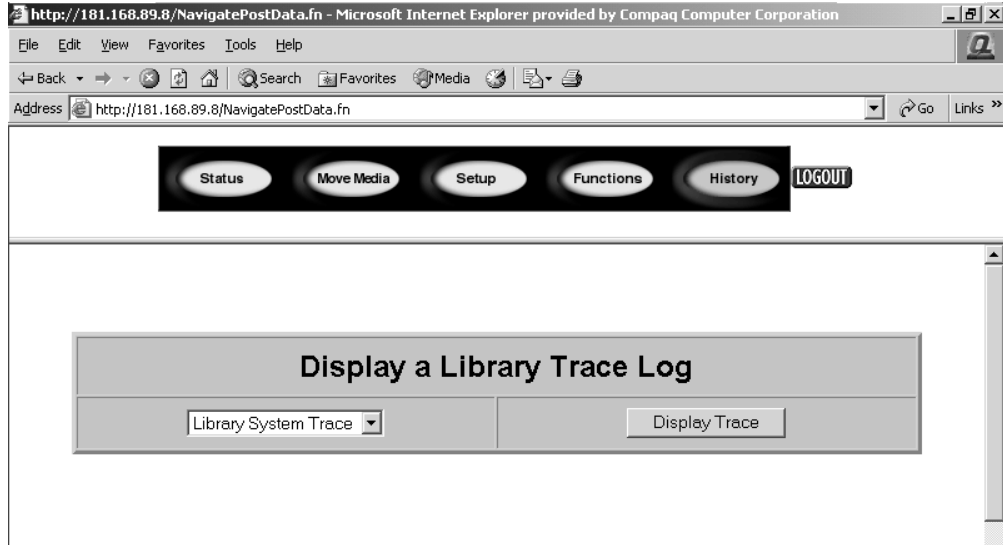 http://181.168.89.8/NavigatePostData.fn - Microsoft Internet Explorer provided by Compaq Computer Corporation
File Edit View Favorites Tools Help
Back Search Favorites Media
Address http://181.168.89.8/NavigatePostData.fn Go Links »
Status Move Media Setup Functions History LOGOUT
Display a Library Trace Log
Library System Trace Display Trace